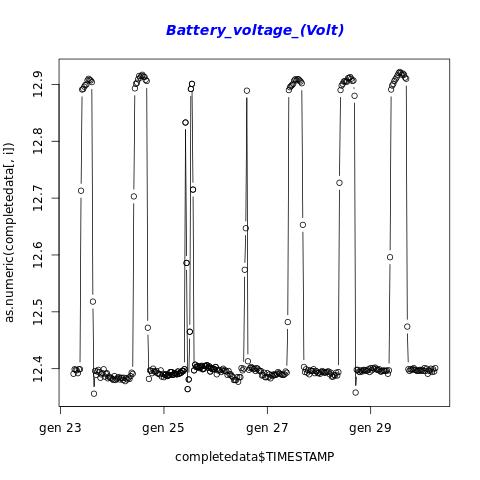 Battery_voltage_(Volt)
as.numeric(completedata[, i])
12.9
12.8
12.7
12.6
12.5
12.4
gen 23
gen 25
gen 27
gen 29
completedata$TIMESTAMP